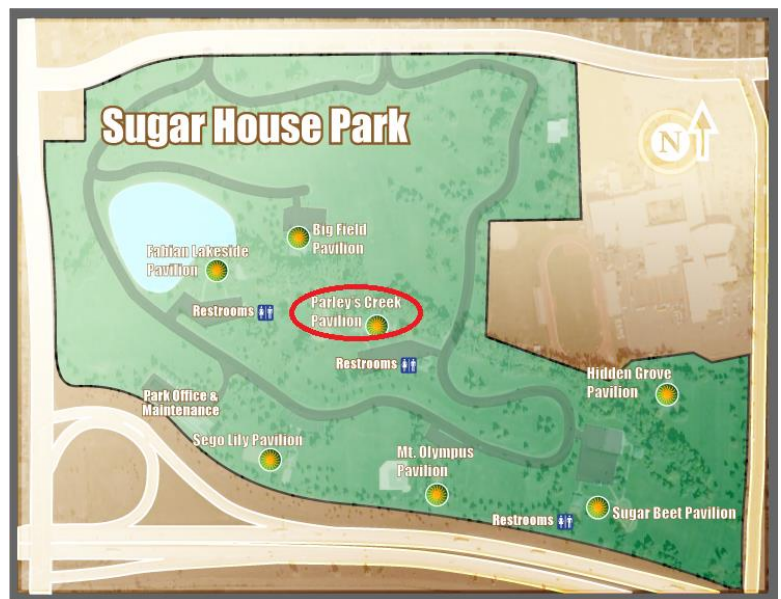 Sugar House Park
N
Big Field
Pavilion
Fabian Lakeside
Pavilion
Parley's Creek
Pavilion
Restrooms
Restrooms
Hidden Grove
Pavilion
Park Office &
Maintenance
Sego Lily Pavilion
Mt. Olympus
Pavilion
Sugar Beet Pavilion
Restrooms